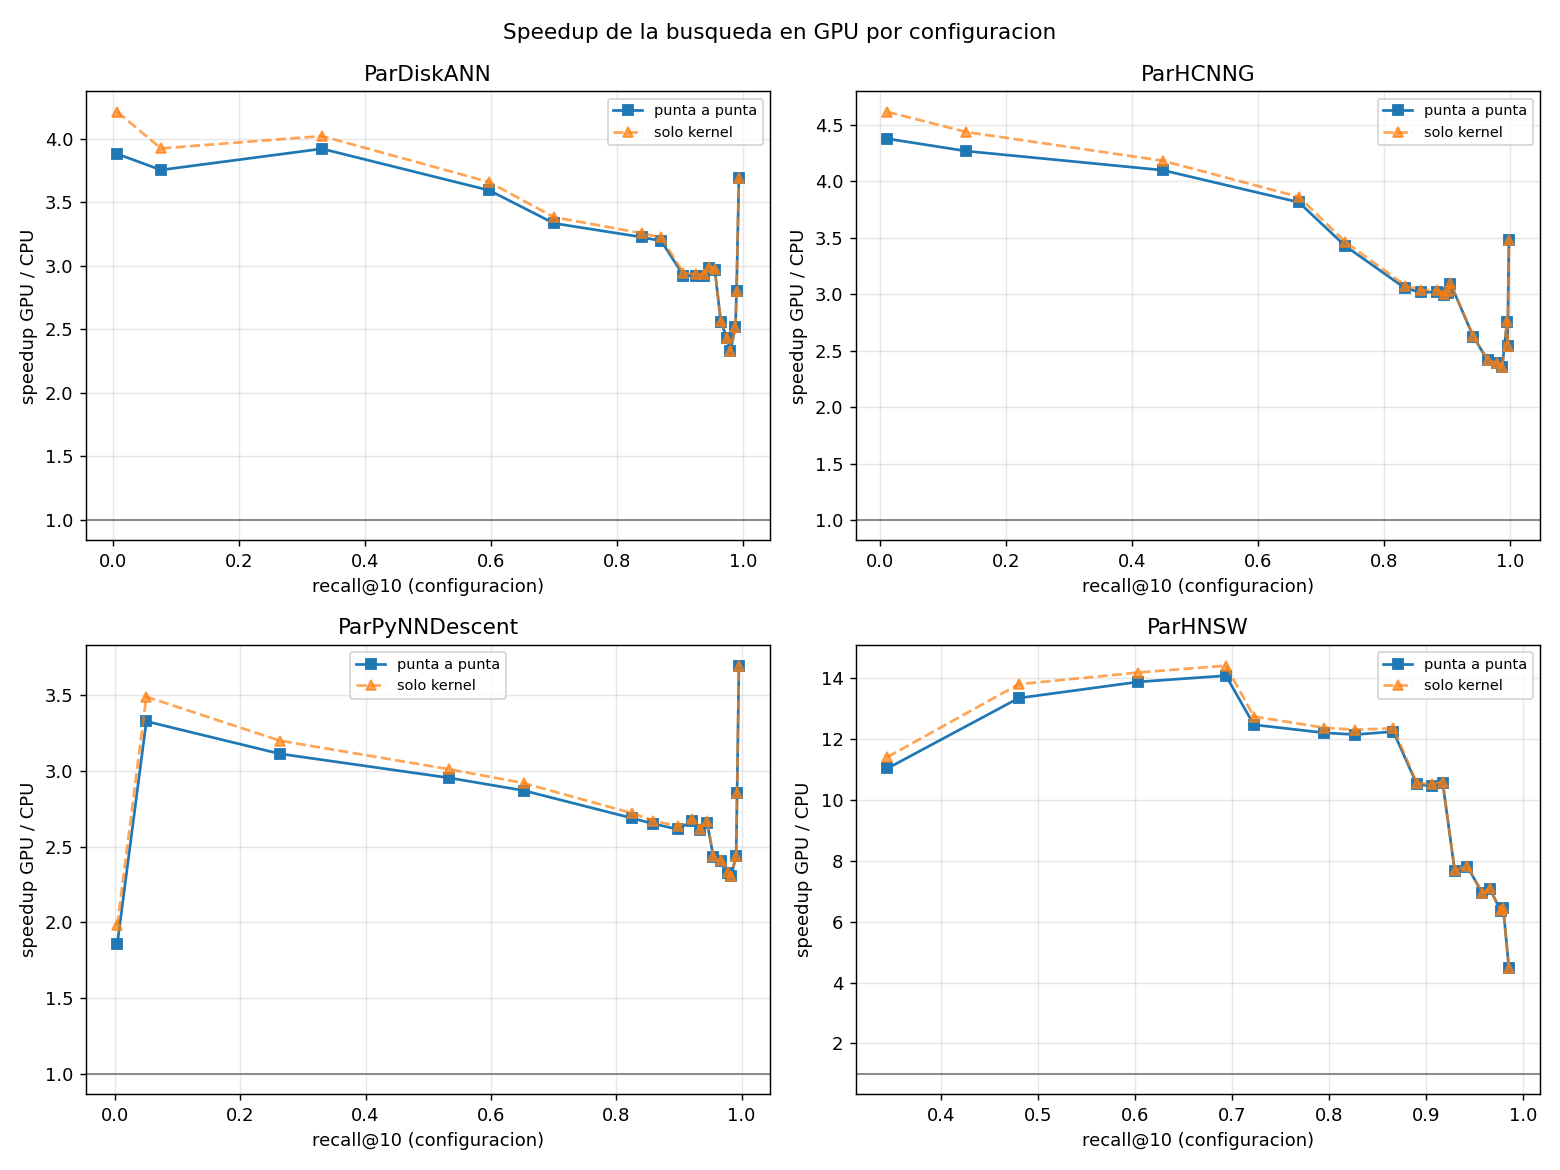 Speedup de la busqueda en GPU por configuracion
ParDiskANN
punta a punta
solo kernel
speedup GPU / CPU
4.0
3.5
3.0
2.5
2.0
1.5
1.0
0.0 0.2 0.4 0.6 0.8 1.0
recall@10 (configuracion)
ParHCNNG
punta a punta
solo kernel
speedup GPU / CPU
4.5
4.0
3.5
3.0
2.5
2.0
1.5
1.0
0.0 0.2 0.4 0.6 0.8 1.0
recall@10 (configuracion)
ParPyNNDescent
punta a punta
solo kernel
speedup GPU / CPU
3.5
3.0
2.5
2.0
1.5
1.0
0.0 0.2 0.4 0.6 0.8 1.0
recall@10 (configuracion)
ParHNSW
punta a punta
solo kernel
speedup GPU / CPU
14
12
10
8
6
4
2
0.4 0.5 0.6 0.7 0.8 0.9 1.0
recall@10 (configuracion)